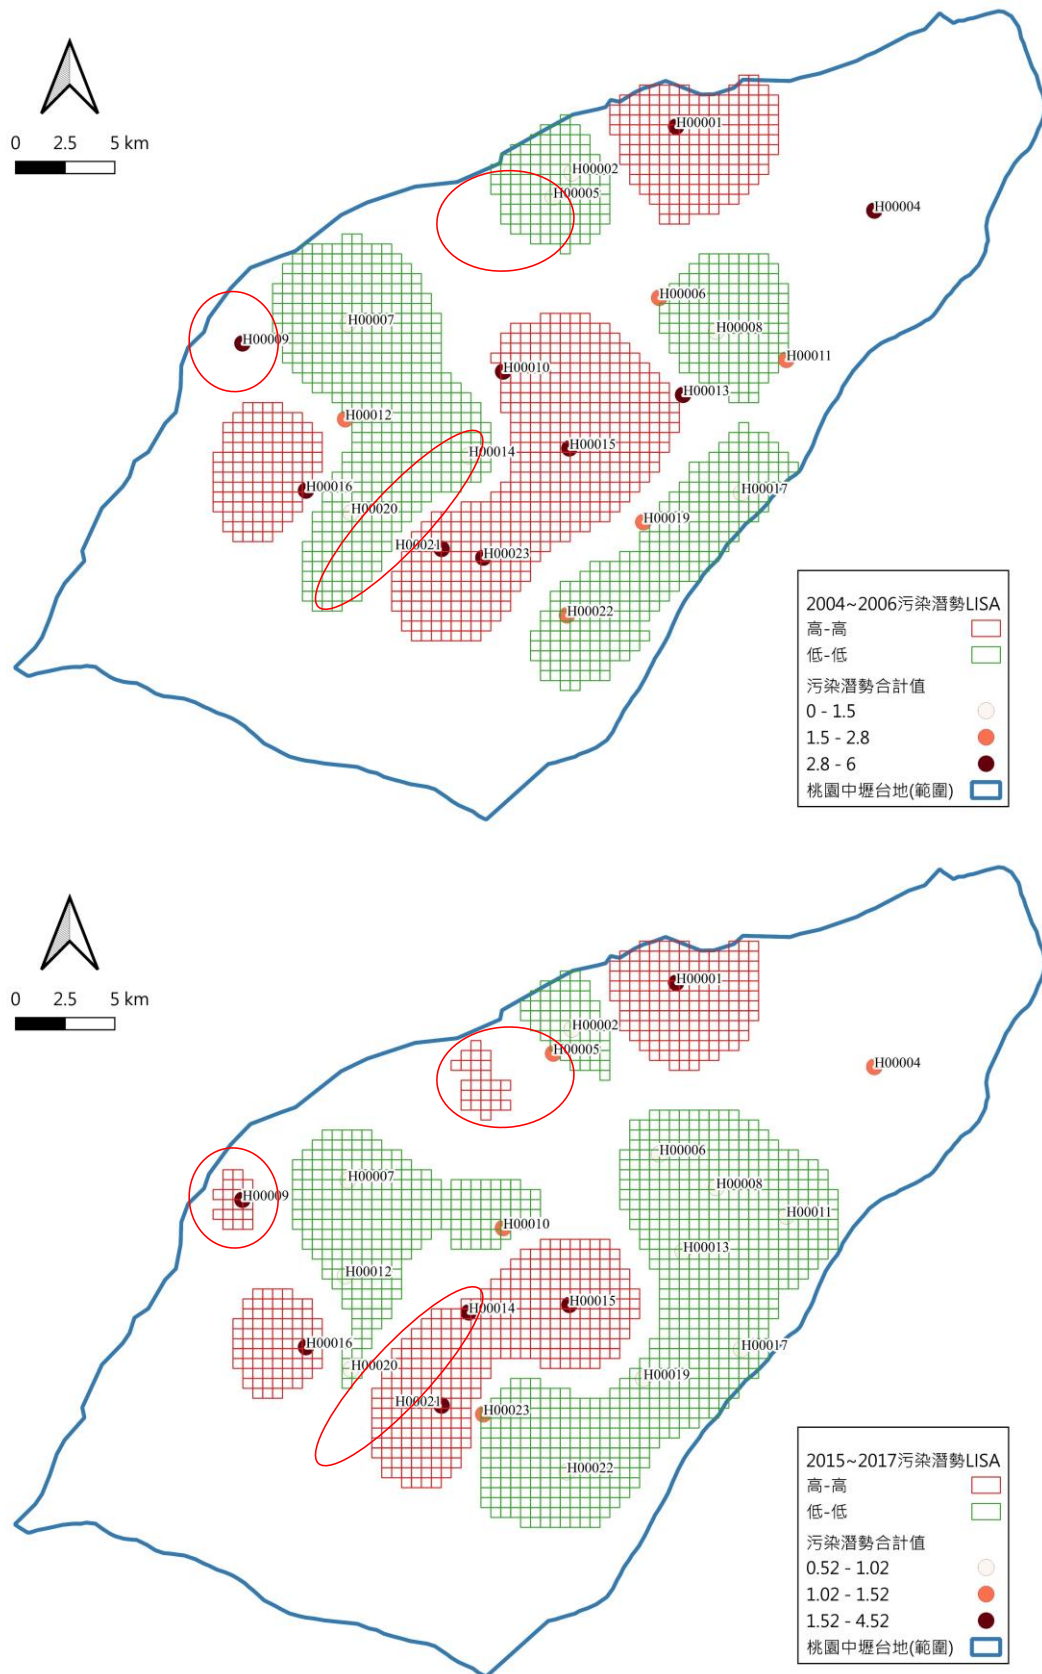 0 2.5 5 km
H00001
H00002
H00005
H00004
H00006
H00007
H00008
H00009
H00011
H00010
H00013
H00012
H00015
H00014
H00016
H00017
H00020
H00019
H00021
H00023
H00022
2004~2006污染潛勢LISA
高-高
低-低
污染潛勢合計值
0 - 1.5
1.5 - 2.8
2.8 - 6
桃園中壢台地(範圍)
0 2.5 5 km
H00001
H00002
H00005
H00004
H00006
H00007
H00008
H00009
H00011
H00010
H00013
H00012
H00015
H00014
H00016
H00017
H00020
H00019
H00021
H00023
H00022
2015~2017污染潛勢LISA
高-高
低-低
污染潛勢合計值
0.52 - 1.02
1.02 - 1.52
1.52 - 4.52
桃園中壢台地(範圍)